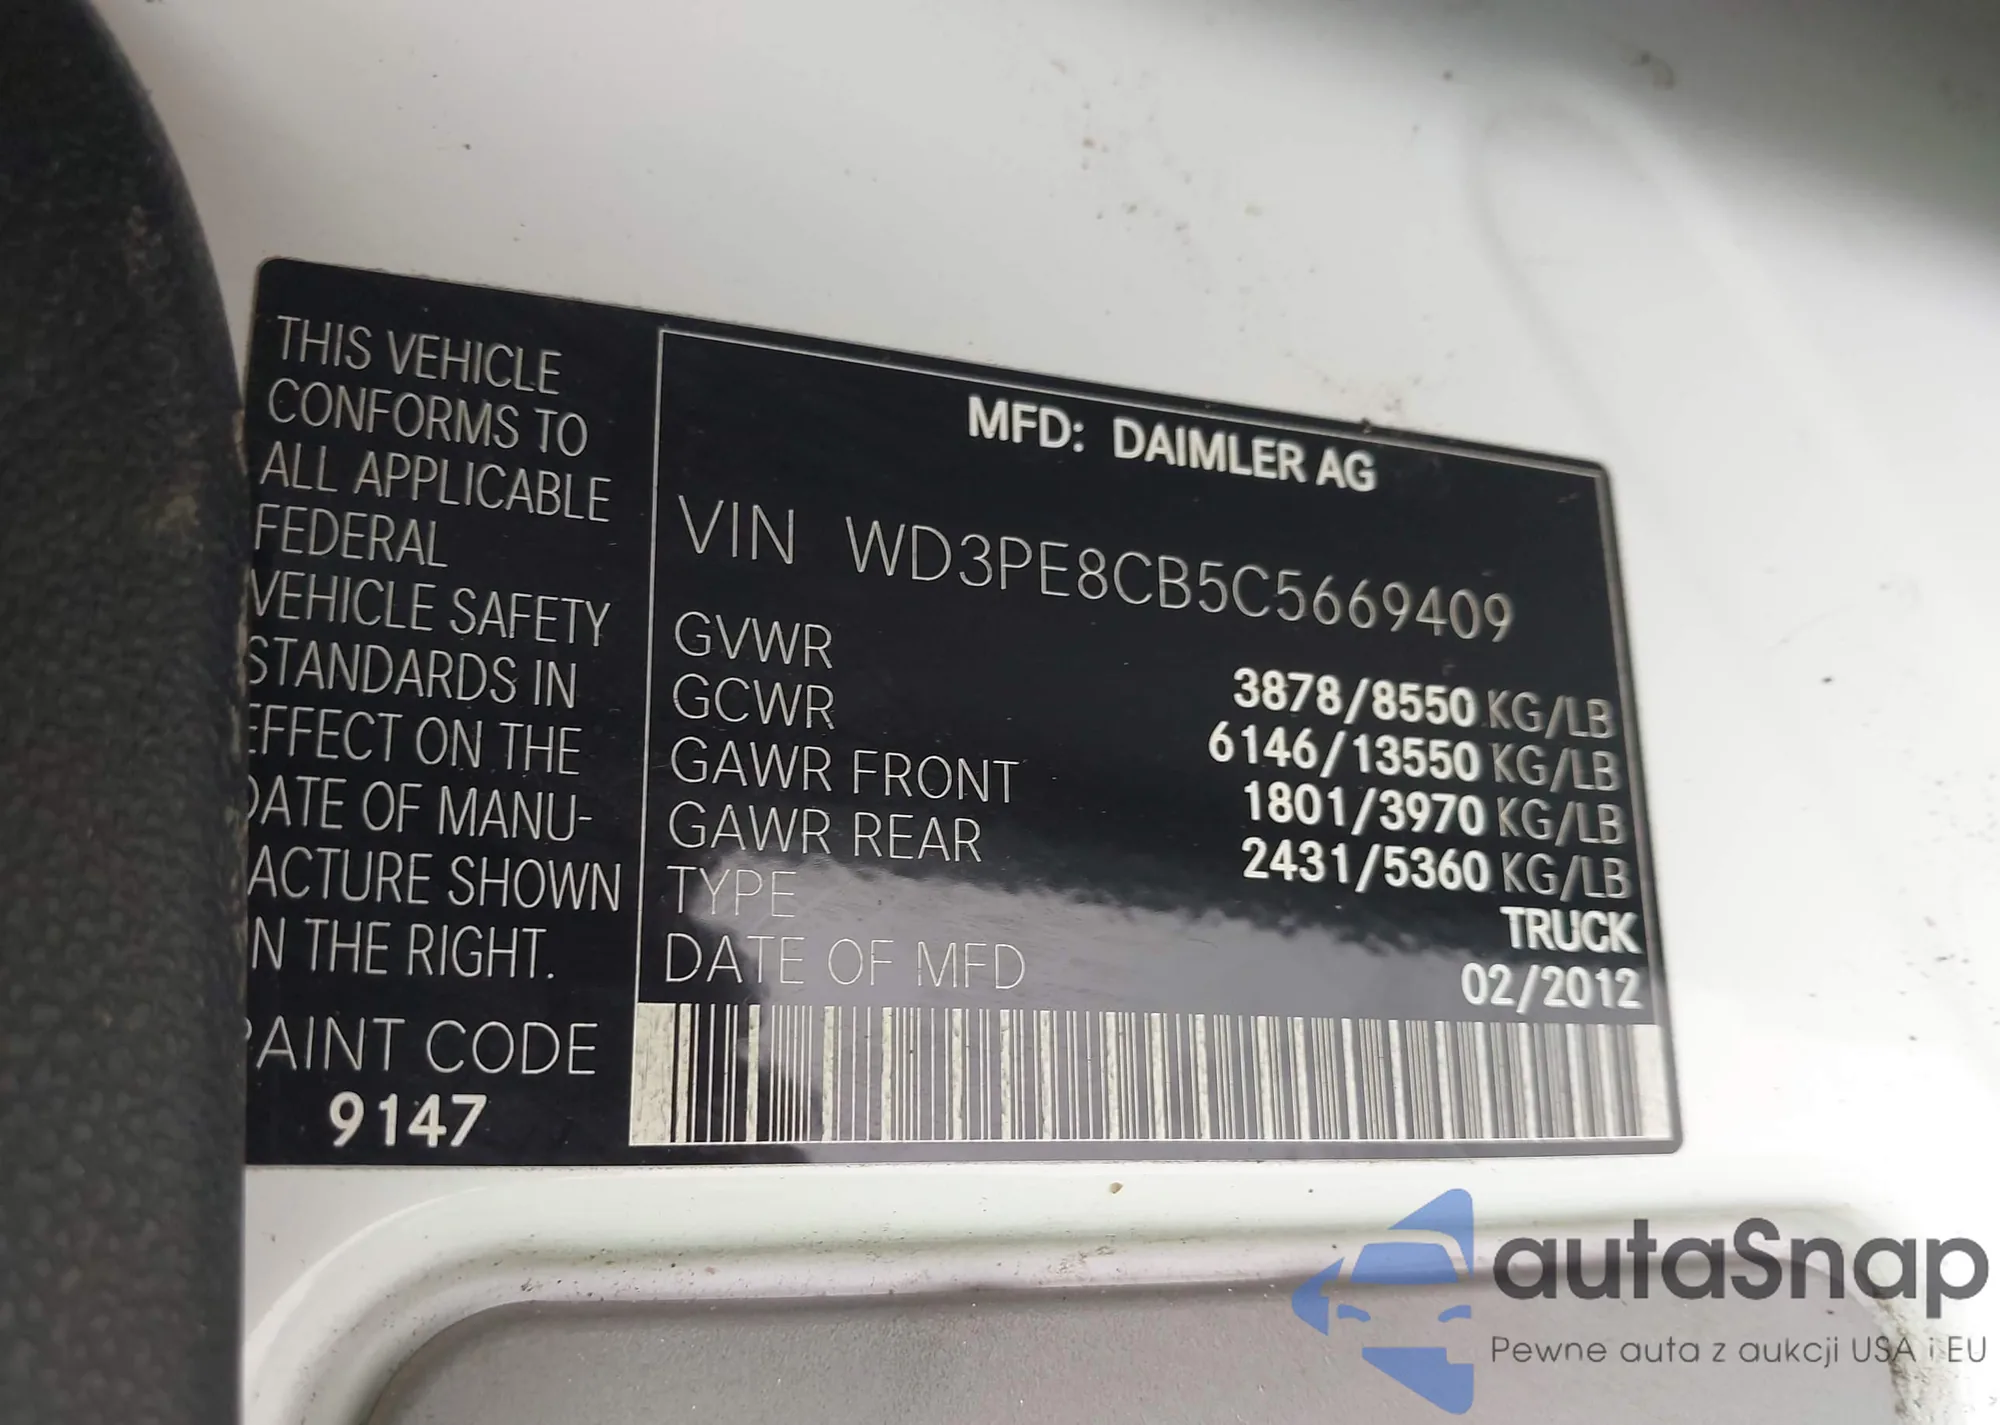 THIS VEHICLE
CONFORMS TO
ALL APPLICABLE
FEDERAL
VEHICLE SAFETY
STANDARDS IN
EFFECT ON THE
DATE OF MANU-
ACTURE SHOWN
N THE RIGHT.
PAINT CODE
9147
MFD: DAIMLER AG
VIN WD3PE8CB5C5669409
GVWR 3878/8550 KG/LB
GCWR 6146/13550 KG/LB
GAWR FRONT 1801/3970 KG/LB
GAWR REAR 2431/5360 KG/LB
TYPE TRUCK
DATE OF MFD 02/2012
autaSnap
Pewne auta z aukcji USA i EU